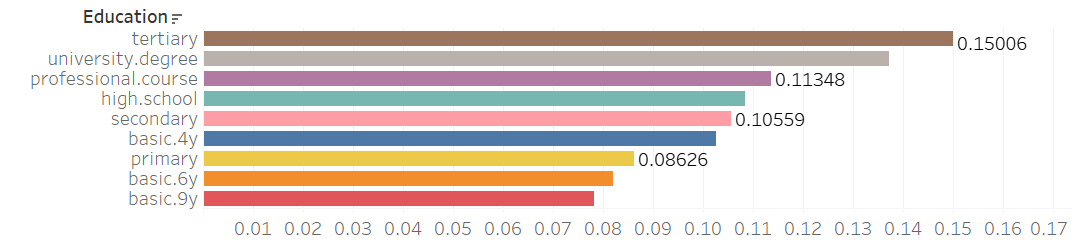 Education
tertiary 0.15006
university.degree
professional.course 0.11348
high.school
secondary 0.10559
basic.4y
primary 0.08626
basic.6y
basic.9y
0.01 0.02 0.03 0.04 0.05 0.06 0.07 0.08 0.09 0.10 0.11 0.12 0.13 0.14 0.15 0.16 0.17